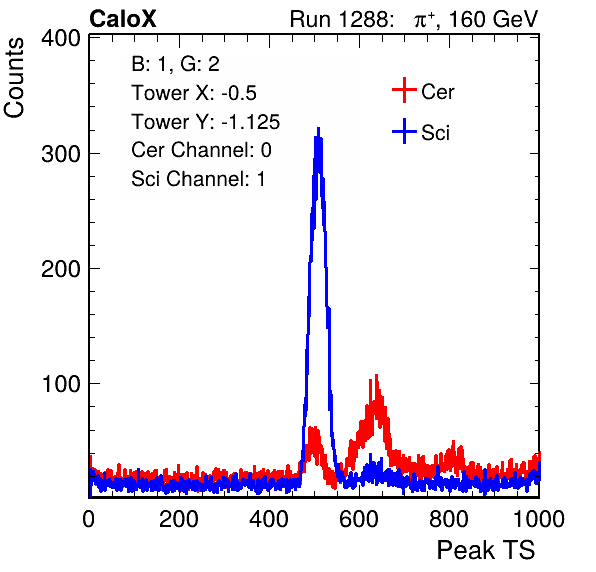 CaloX Run 1288: π⁺, 160 GeV
B: 1, G: 2
Tower X: -0.5
Tower Y: -1.125
Cer Channel: 0
Sci Channel: 1
Cer
Sci
Counts
400
300
200
100
0 200 400 600 800 1000
Peak TS